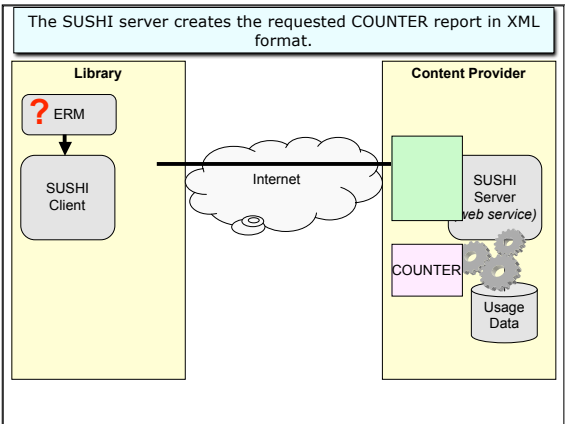 The SUSHI server creates the requested COUNTER report in XML
format.
Library
Content Provider
? ERM
SUSHI
Client
Internet
SUSHI
Server
(web service)
COUNTER
Usage
Data